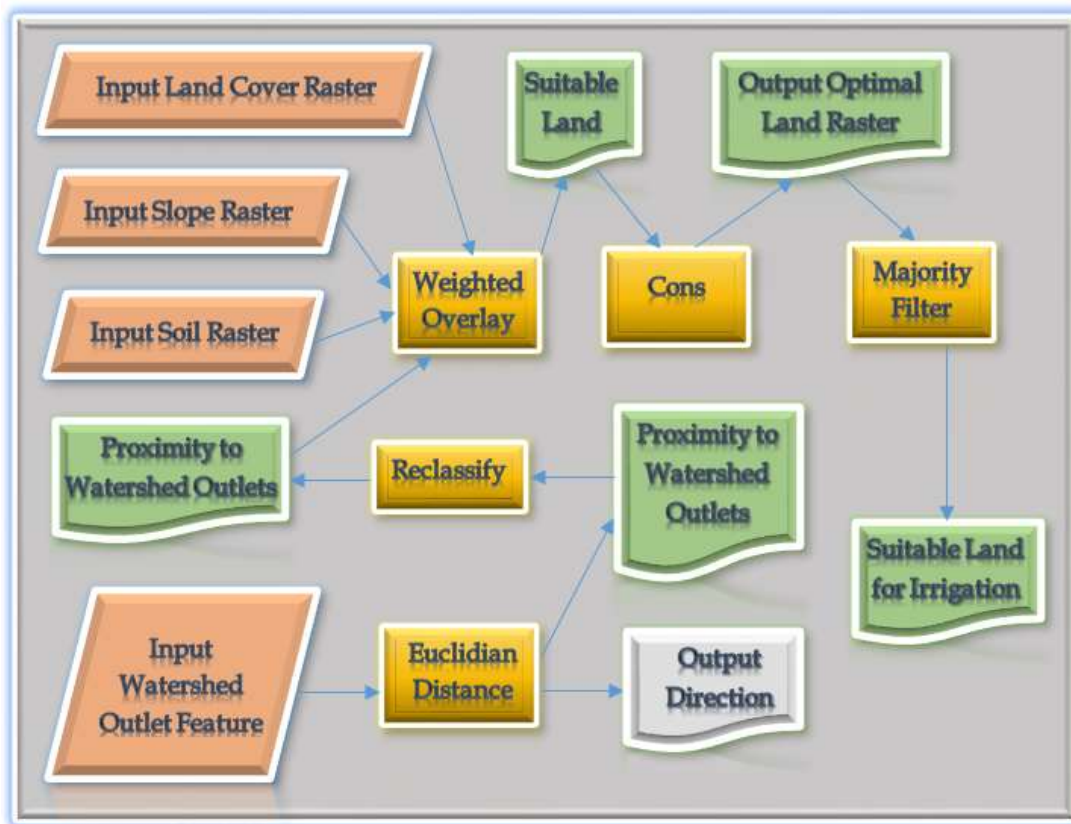 Input Land Cover Raster
Suitable
Land
Output Optimal
Land Raster
Input Slope Raster
Weighted
Overlay
Cons
Majority
Filter
Input Soil Raster
Proximity to
Watershed Outlets
Reclassify
Proximity to
Watershed
Outlets
Suitable Land
for Irrigation
Input
Watershed
Outlet Feature
Euclidian
Distance
Output
Direction